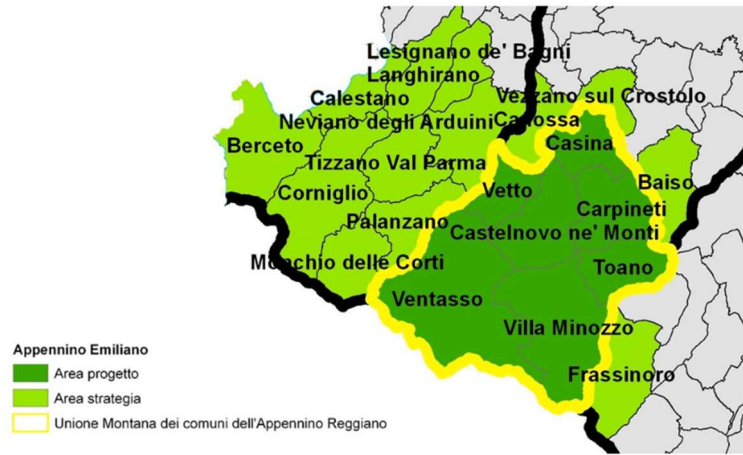 Lesignano de' Bagni
Langhirano
Calestano
Vezzano sul Crostolo
Neviano degli Arduini
Canossa
Berceto
Casina
Tizzano Val Parma
Corniglio
Vetto
Baiso
Palanzano
Carpineti
Castelnovo ne' Monti
Monchio delle Corti
Toano
Ventasso
Villa Minozzo
Frassinoro
Appennino Emiliano
Area progetto
Area strategia
Unione Montana dei comuni dell'Appennino Reggiano